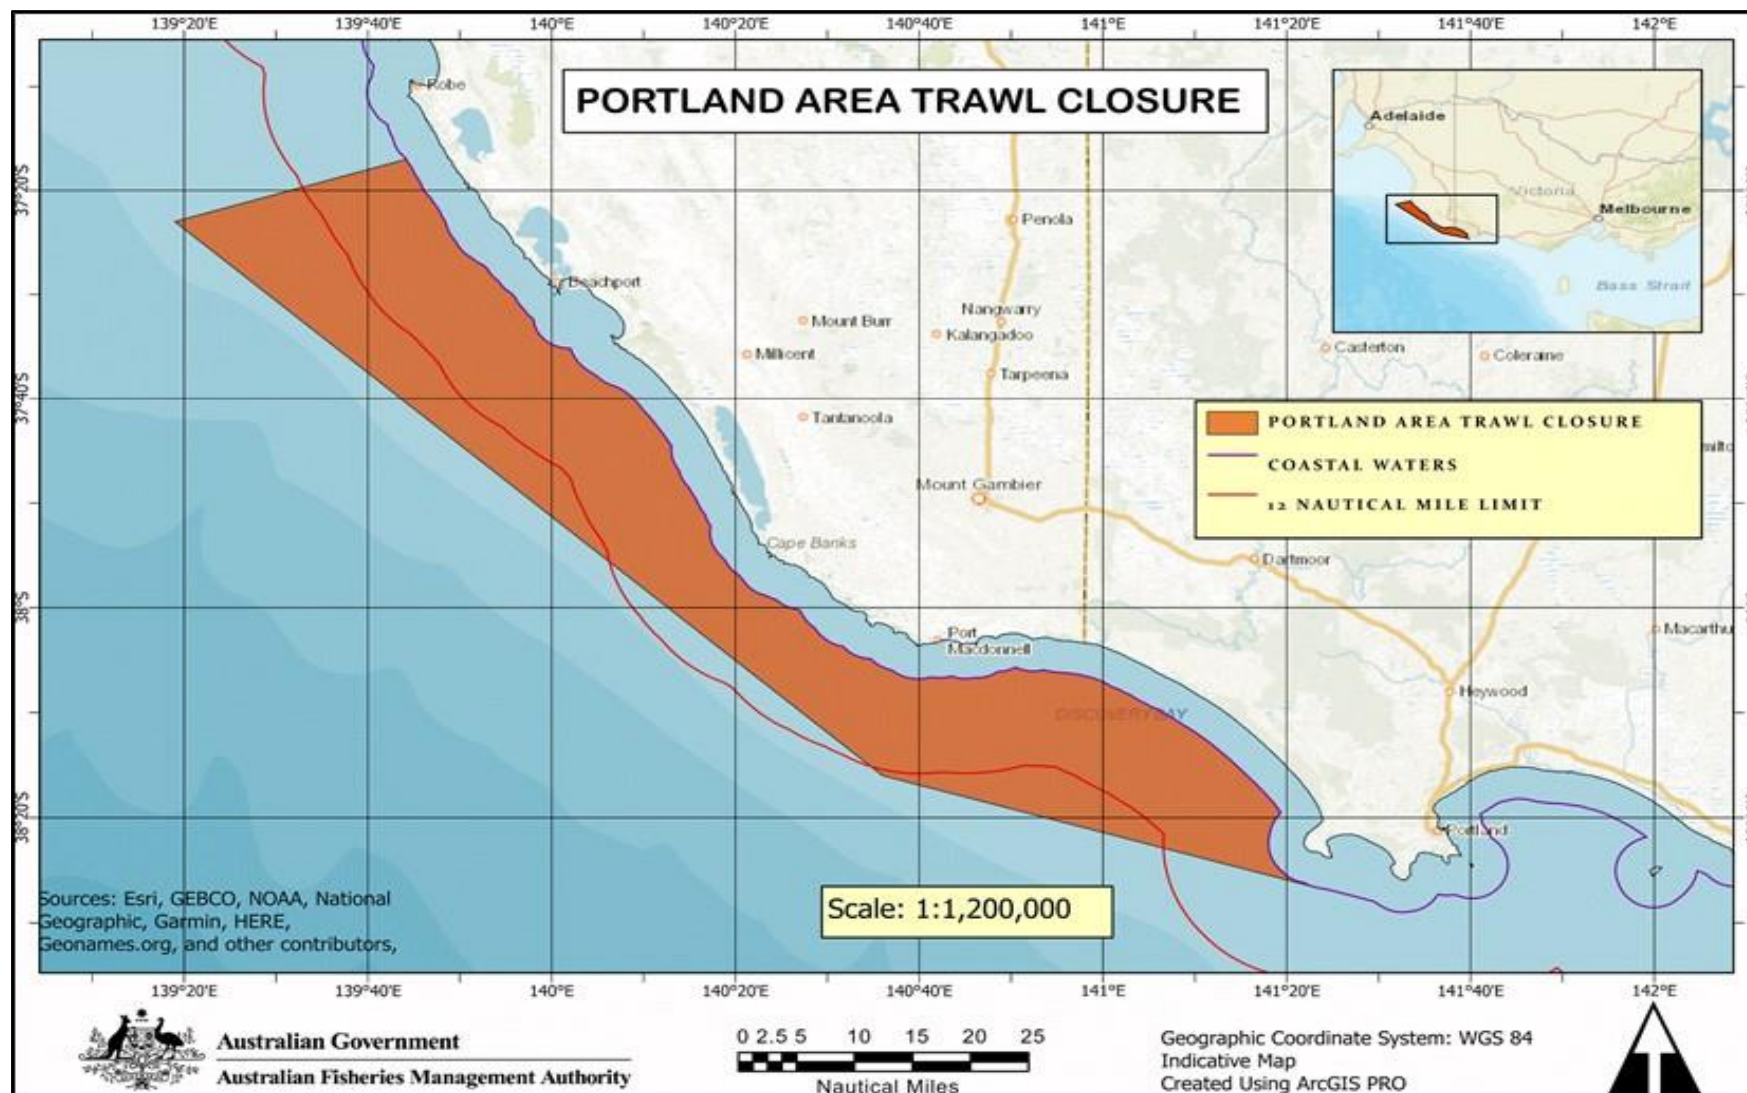 139°20'E 139°40'E 140°E 140°20'E 140°40'E 141°E 141°20'E 141°40'E 142°E
PORTLAND AREA TRAWL CLOSURE
Robe
Adelaide
Victoria
Melbourne
Bass Strait
37°20'S
Penola
Beachport
Nangwarry
Mount Burr
Kalangadoo
Millicent
Casterton
Coleraine
Tarpeena
37°40'S
Tantanoola
PORTLAND AREA TRAWL CLOSURE
COASTAL WATERS
12 NAUTICAL MILE LIMIT
Mount Gambier
Cape Banks
Dartmoor
38°S
Port
Macdonnell
Macarthu
Heywood
DISCOVERY BAY
38°20'S
Portland
Scale: 1:1,200,000
Sources: Esri, GEBCO, NOAA, National
Geographic, Garmin, HERE,
Geonames.org, and other contributors,
139°20'E 139°40'E 140°E 140°20'E 140°40'E 141°E 141°20'E 141°40'E 142°E
Australian Government
Australian Fisheries Management Authority
0 2.5 5 10 15 20 25
Nautical Miles
Geographic Coordinate System: WGS 84
Indicative Map
Created Using ArcGIS PRO